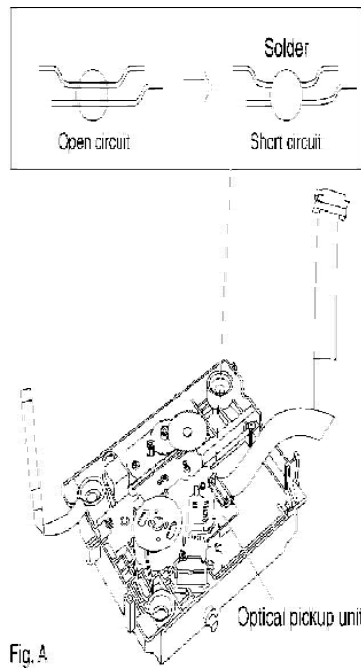 Solder
Open circuit
Short circuit
Optical pickup unit
Fig. A